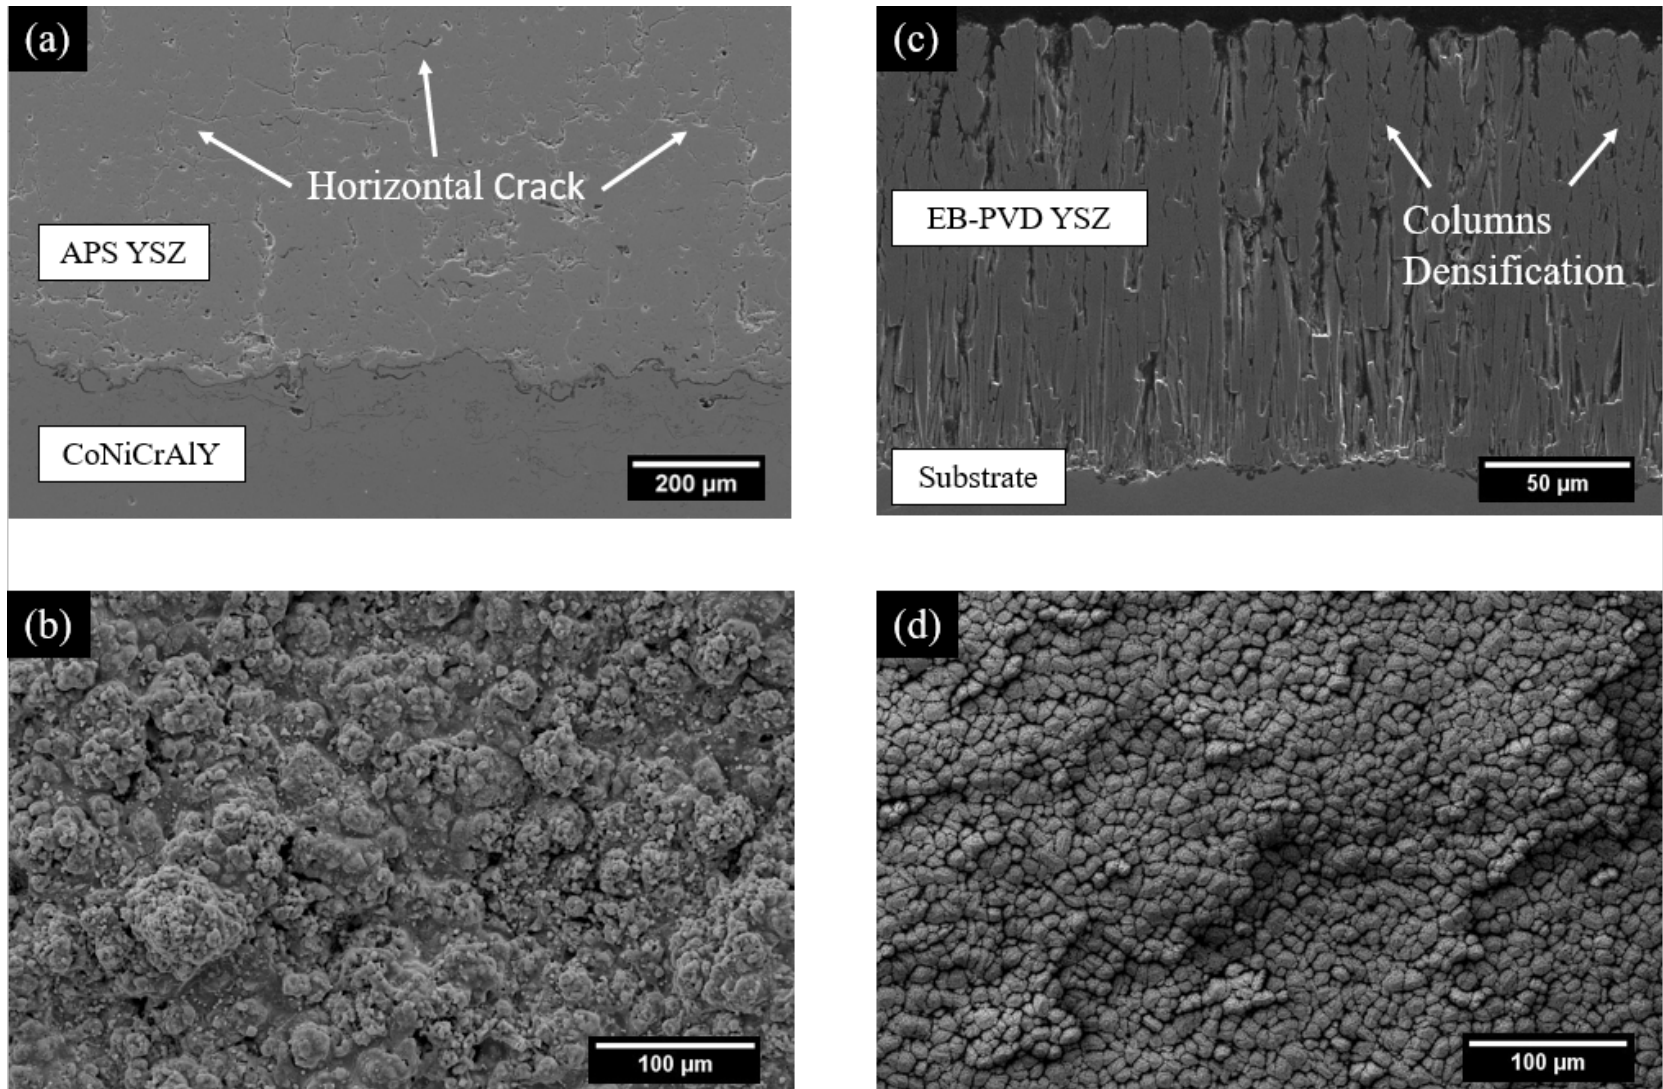 (a)
Horizontal Crack
APS YSZ
CoNiCrAlY
200 µm
(c)
EB-PVD YSZ
Columns
Densification
Substrate
50 µm
(b)
100 µm
(d)
100 µm